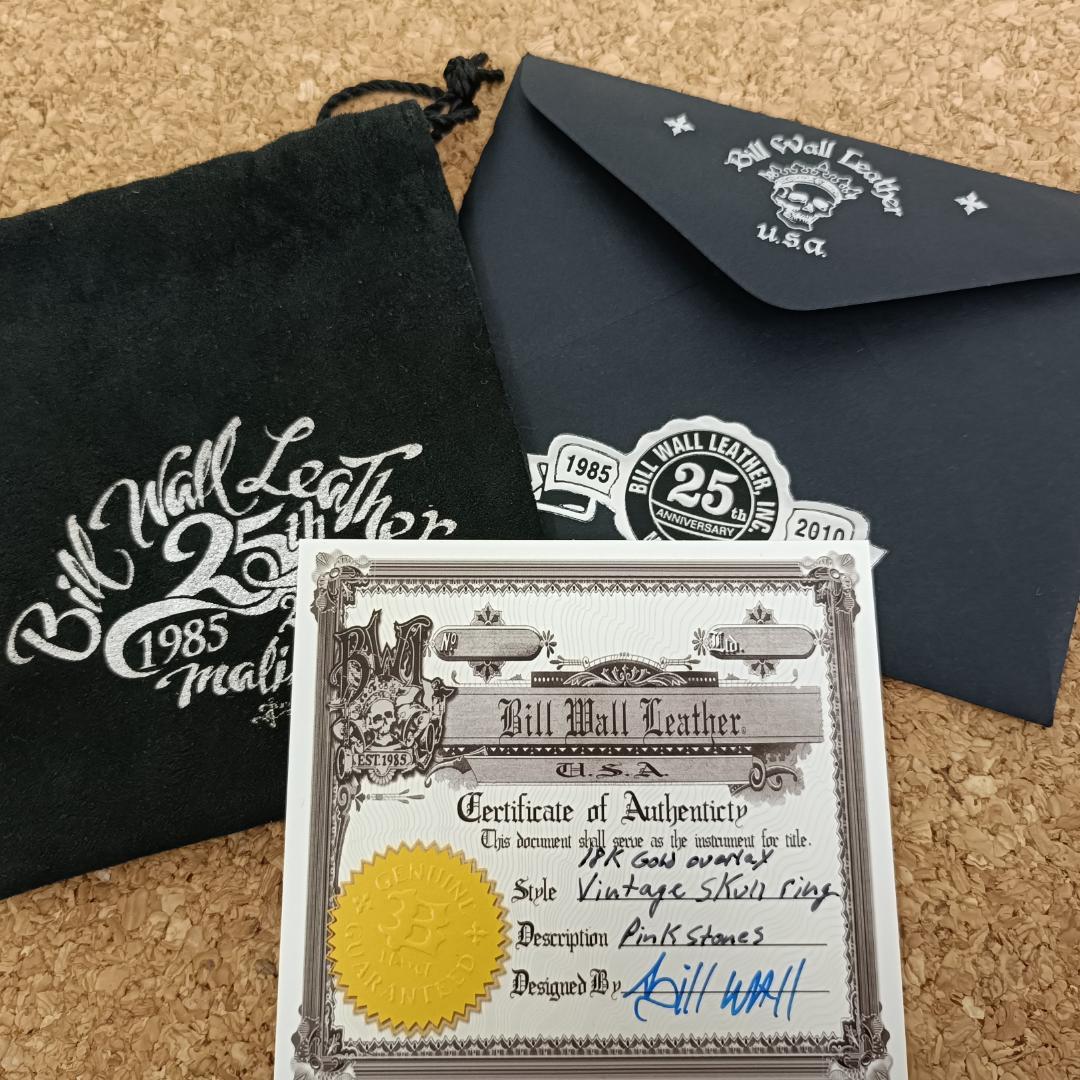 Bill Wall Leather
U.S.A.
Bill Wall Leather
25th
1985
mali
1985
BILL WALL LEATHER, INC.
25th
ANNIVERSARY
2010
BWL
EST. 1985
No
Ltd.
Bill Wall Leather
U.S.A.
Certificate of Authenticty
This document shall serve as the instrument for title.
18K Gold overlay
Style Vintage Skull ring
Description Pink Stones
Designed By Bill Wall
GENUINE
GUARANTEED